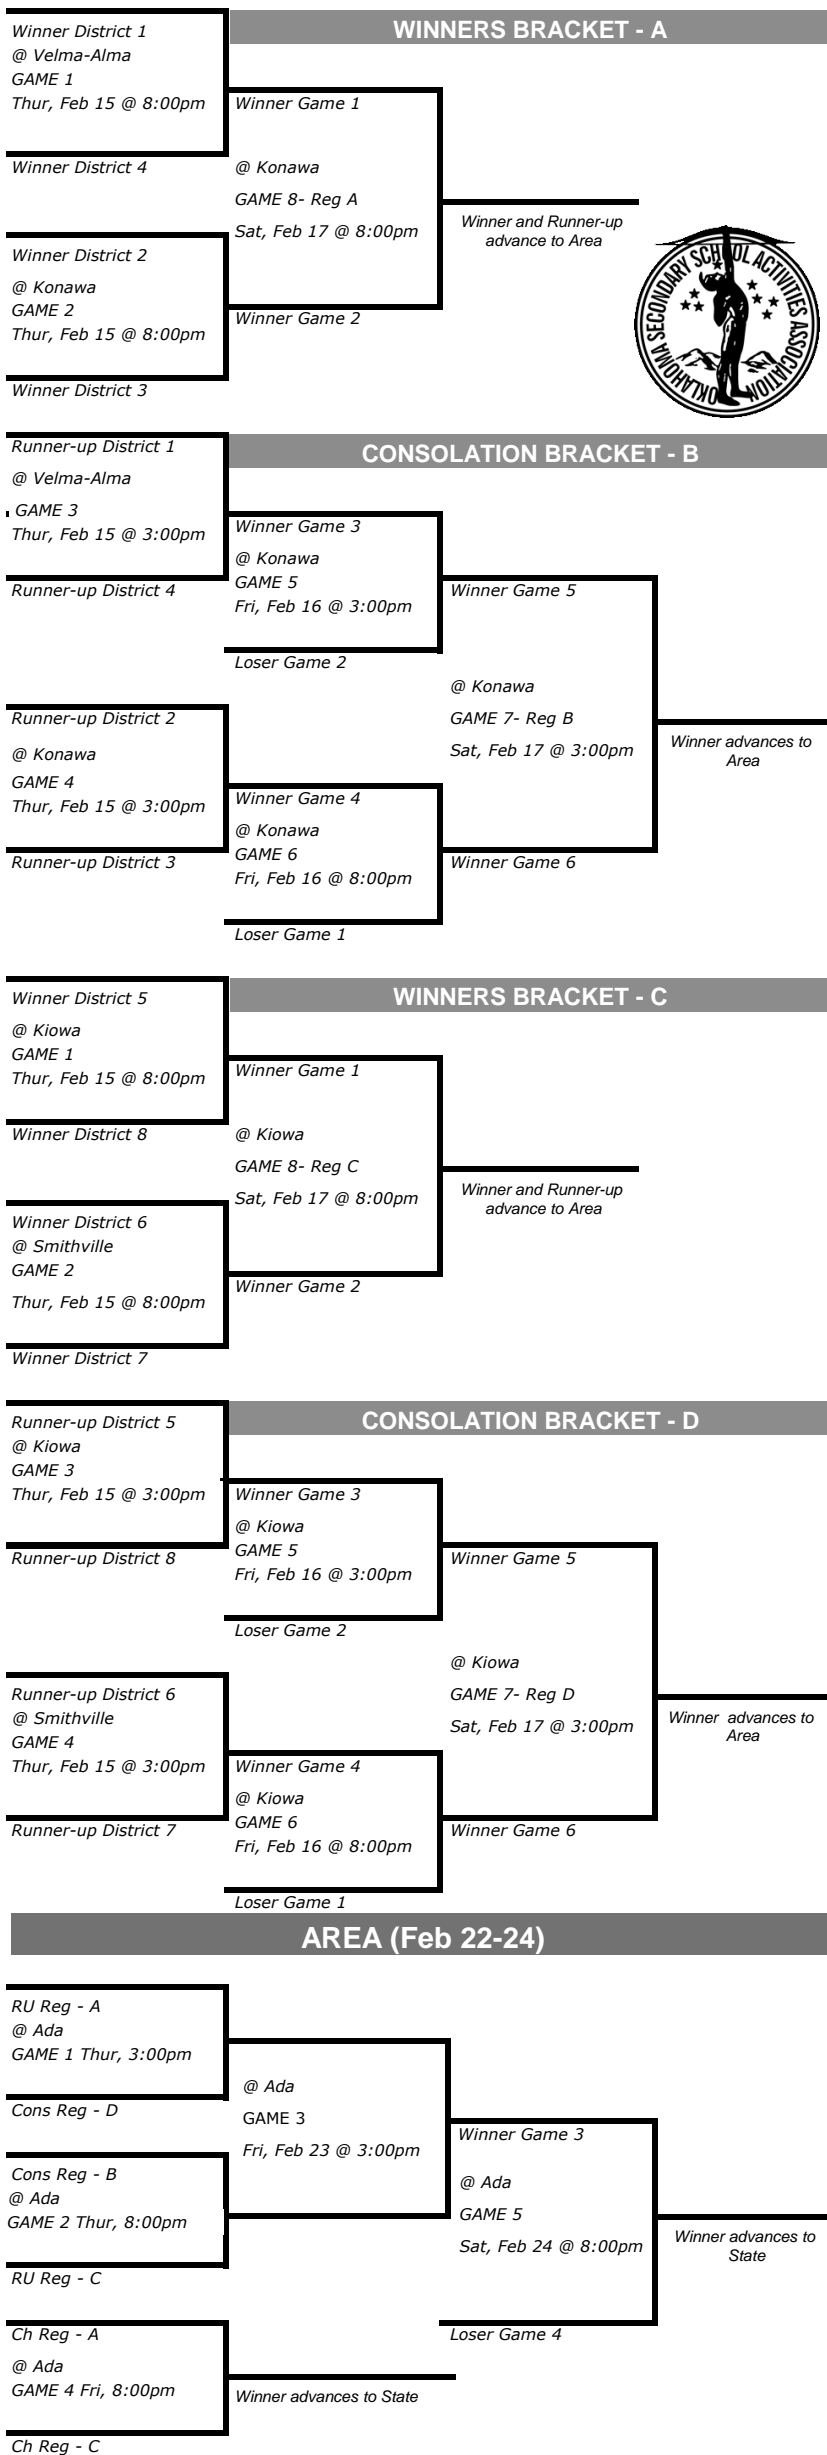 Winner District 1
WINNERS BRACKET - A
@ Velma-Alma
GAME 1
Thur, Feb 15 @ 8:00pm
Winner Game 1
Winner District 4
@ Konawa
GAME 8- Reg A
Sat, Feb 17 @ 8:00pm
Winner and Runner-up
advance to Area
Winner District 2
@ Konawa
GAME 2
Thur, Feb 15 @ 8:00pm
Winner Game 2
Winner District 3
OKLAHOMA SECONDARY SCHOOL ACTIVITIES ASSOCIATION
Runner-up District 1
CONSOLATION BRACKET - B
@ Velma-Alma
GAME 3
Thur, Feb 15 @ 3:00pm
Winner Game 3
@ Konawa
GAME 5
Fri, Feb 16 @ 3:00pm
Runner-up District 4
Winner Game 5
Loser Game 2
@ Konawa
GAME 7- Reg B
Sat, Feb 17 @ 3:00pm
Winner advances to
Area
Runner-up District 2
@ Konawa
GAME 4
Thur, Feb 15 @ 3:00pm
Winner Game 4
@ Konawa
GAME 6
Fri, Feb 16 @ 8:00pm
Runner-up District 3
Winner Game 6
Loser Game 1
Winner District 5
WINNERS BRACKET - C
@ Kiowa
GAME 1
Thur, Feb 15 @ 8:00pm
Winner Game 1
Winner District 8
@ Kiowa
GAME 8- Reg C
Sat, Feb 17 @ 8:00pm
Winner and Runner-up
advance to Area
Winner District 6
@ Smithville
GAME 2
Thur, Feb 15 @ 8:00pm
Winner Game 2
Winner District 7
Runner-up District 5
CONSOLATION BRACKET - D
@ Kiowa
GAME 3
Thur, Feb 15 @ 3:00pm
Winner Game 3
@ Kiowa
GAME 5
Fri, Feb 16 @ 3:00pm
Runner-up District 8
Winner Game 5
Loser Game 2
@ Kiowa
GAME 7- Reg D
Sat, Feb 17 @ 3:00pm
Winner advances to
Area
Runner-up District 6
@ Smithville
GAME 4
Thur, Feb 15 @ 3:00pm
Winner Game 4
@ Kiowa
GAME 6
Fri, Feb 16 @ 8:00pm
Runner-up District 7
Winner Game 6
Loser Game 1
AREA (Feb 22-24)
RU Reg - A
@ Ada
GAME 1 Thur, 3:00pm
Cons Reg - D
@ Ada
GAME 3
Fri, Feb 23 @ 3:00pm
Winner Game 3
Cons Reg - B
@ Ada
GAME 2 Thur, 8:00pm
RU Reg - C
@ Ada
GAME 5
Sat, Feb 24 @ 8:00pm
Winner advances to
State
Ch Reg - A
Loser Game 4
@ Ada
GAME 4 Fri, 8:00pm
Winner advances to State
Ch Reg - C